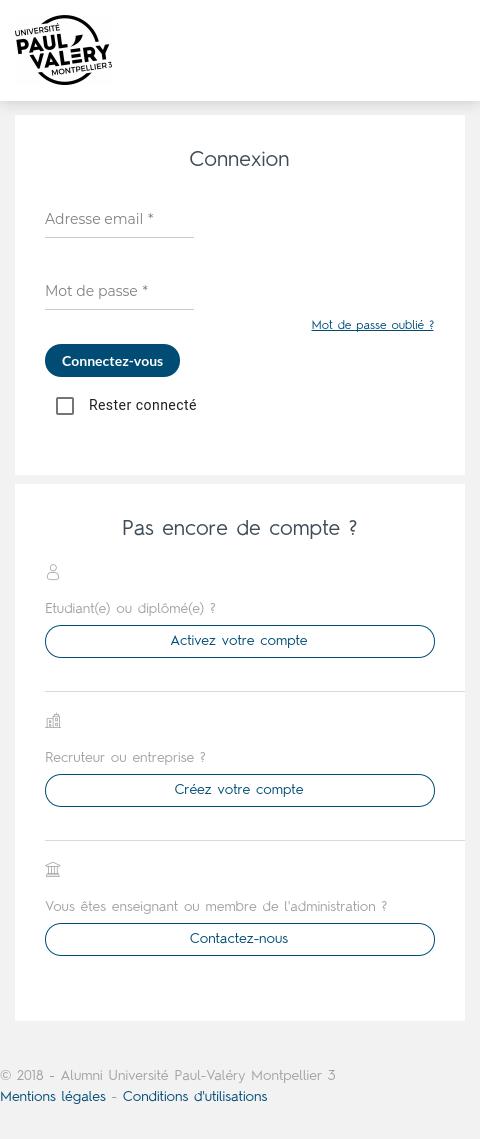 UNIVERSITÉ
PAUL
VALÉRY
MONTPELLIER 3
Connexion
Adresse email *
Mot de passe *
Mot de passe oublié ?
Connectez-vous
Rester connecté
Pas encore de compte ?
Etudiant(e) ou diplômé(e) ?
Activez votre compte
Recruteur ou entreprise ?
Créez votre compte
Vous êtes enseignant ou membre de l'administration ?
Contactez-nous
© 2018 - Alumni Université Paul-Valéry Montpellier 3
Mentions légales - Conditions d'utilisations